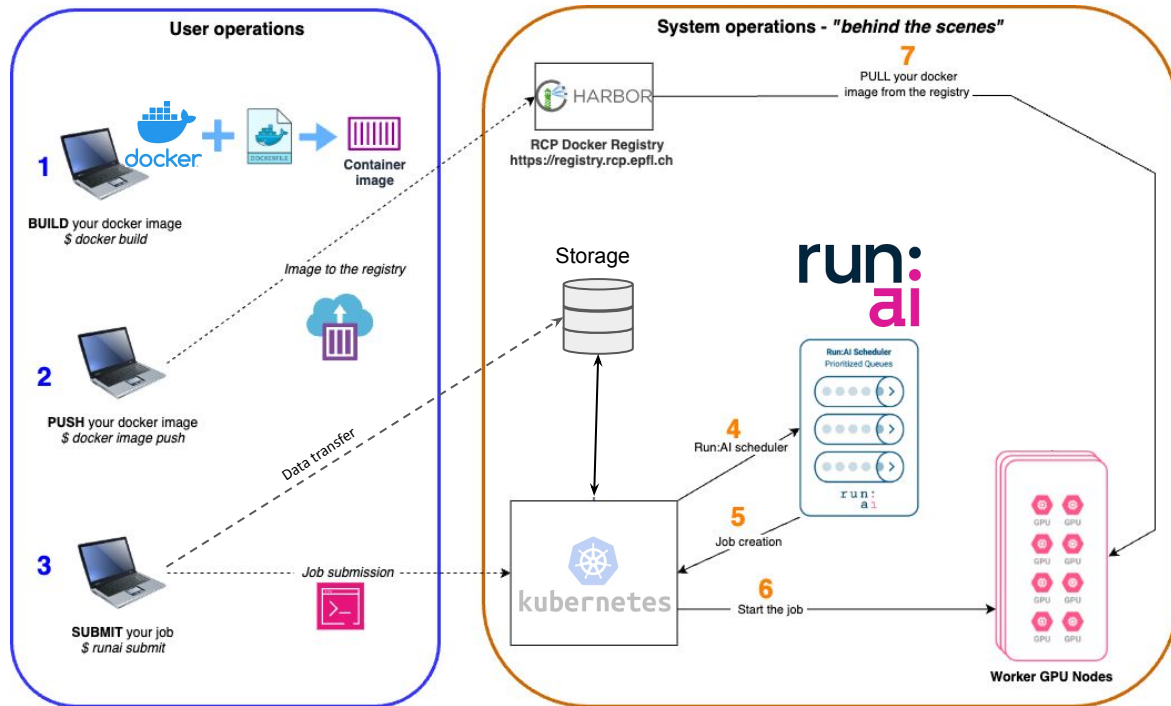 User operations
1
docker
DOCKERFILE
Container
image
BUILD your docker image
$ docker build
Image to the registry
2
PUSH your docker image
$ docker image push
Data transfer
3
Job submission
SUBMIT your job
$ runai submit
System operations - "behind the scenes"
7
PULL your docker
image from the registry
HARBOR
RCP Docker Registry
https://registry.rcp.epfl.ch
Storage
run:
ai
Run:AI Scheduler
Prioritized Queues
run:
ai
4
Run:AI scheduler
5
Job creation
kubernetes
6
Start the job
GPU GPU
GPU GPU
GPU GPU
GPU GPU
Worker GPU Nodes